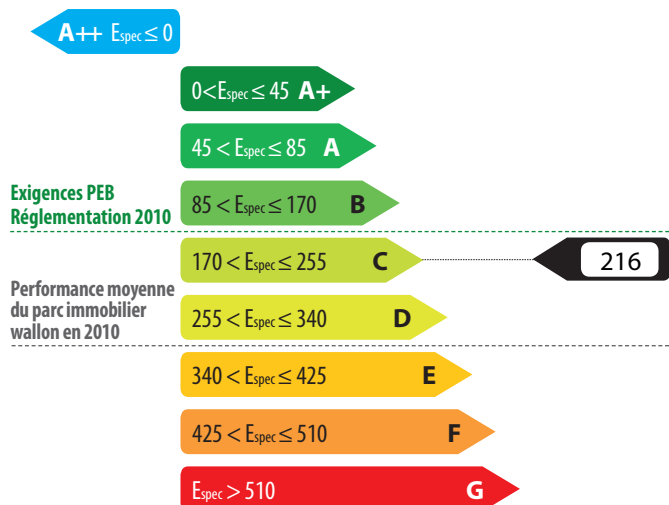 A++ Espec ≤ 0
0<Espec ≤ 45 A+
45 < Espec ≤ 85 A
Exigences PEB
Réglementation 2010
85 < Espec ≤ 170 B
170 < Espec ≤ 255 C
216
Performance moyenne
du parc immobilier
wallon en 2010
255 < Espec ≤ 340 D
340 < Espec ≤ 425 E
425 < Espec ≤ 510 F
Espec > 510 G